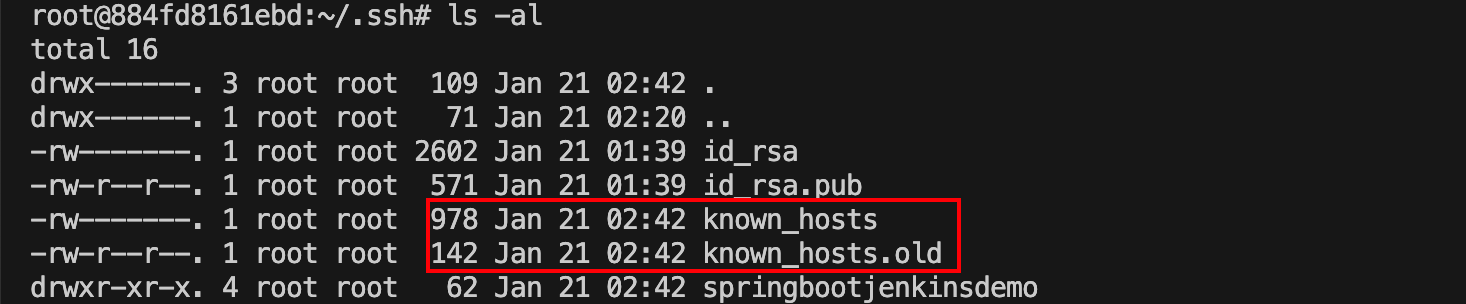 root@884fd8161ebd:~/.ssh# ls -al
total 16
drwx------. 3 root root  109 Jan 21 02:42 .
drwx------. 1 root root   71 Jan 21 02:20 ..
-rw-------. 1 root root 2602 Jan 21 01:39 id_rsa
-rw-r--r--. 1 root root  571 Jan 21 01:39 id_rsa.pub
-rw-------. 1 root root  978 Jan 21 02:42 known_hosts
-rw-r--r--. 1 root root  142 Jan 21 02:42 known_hosts.old
drwxr-xr-x. 4 root root   62 Jan 21 02:42 springbootjenkinsdemo